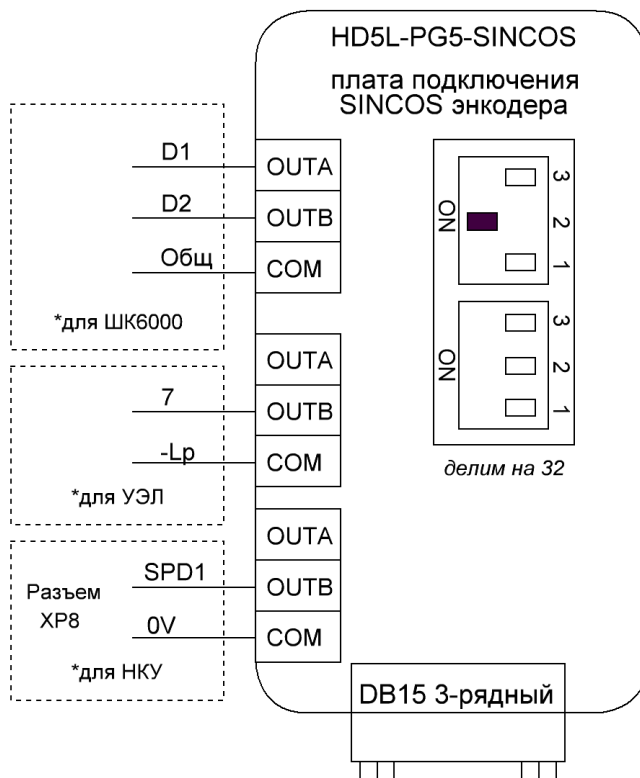 HD5L-PG5-SINCOS
плата подключения
SINCOS энкодера
D1
OUTA
D2
OUTB
Общ
COM
*для ШК6000
ON
3
2
1
OUTA
7
OUTB
-Lp
COM
*для УЭЛ
ON
3
2
1
делим на 32
OUTA
SPD1
OUTB
0V
COM
Разъем
XP8
*для НКУ
DB15 3-рядный